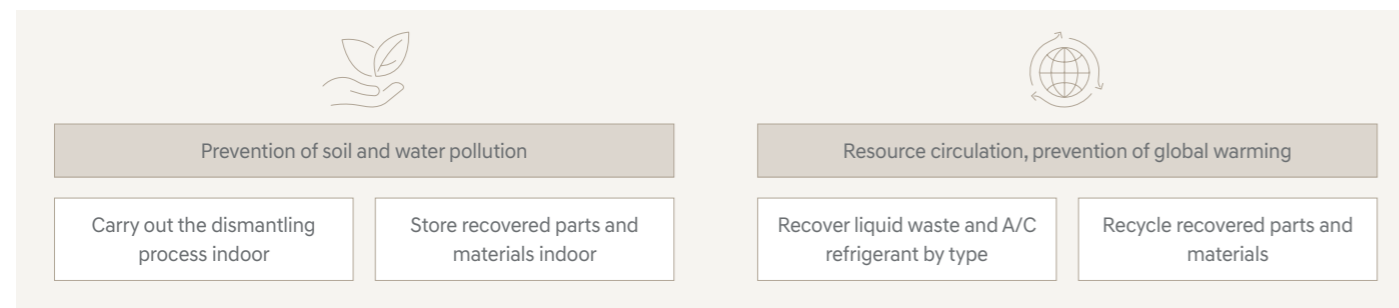 Prevention of soil and water pollution
Carry out the dismantling
process indoor
Store recovered parts and
materials indoor
Resource circulation, prevention of global warming
Recover liquid waste and A/C
refrigerant by type
Recycle recovered parts and
materials